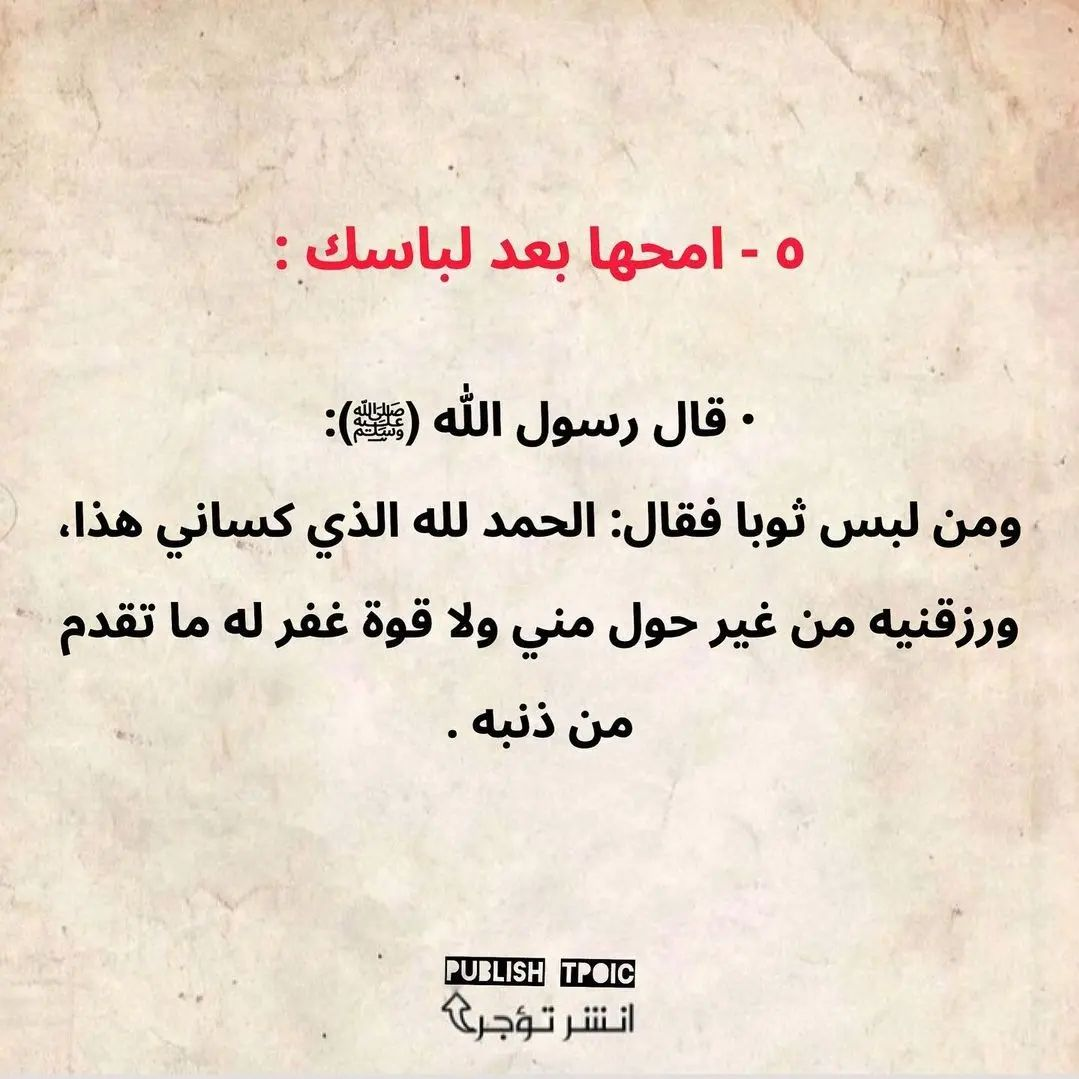 ٥ - امحها بعد لباسك :
• قال رسول الله (ﷺ):
ومن لبس ثوبا فقال: الحمد لله الذي كساني هذا،
ورزقنيه من غير حول مني ولا قوة غفر له ما تقدم
من ذنبه .
PUBLISH TPOIC
انشر تؤجر